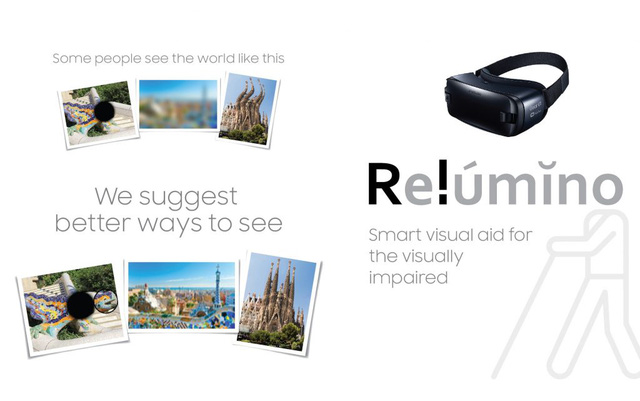 Some people see the world like this
We suggest
better ways to see
Re!úmĭno
Smart visual aid for
the visually
impaired